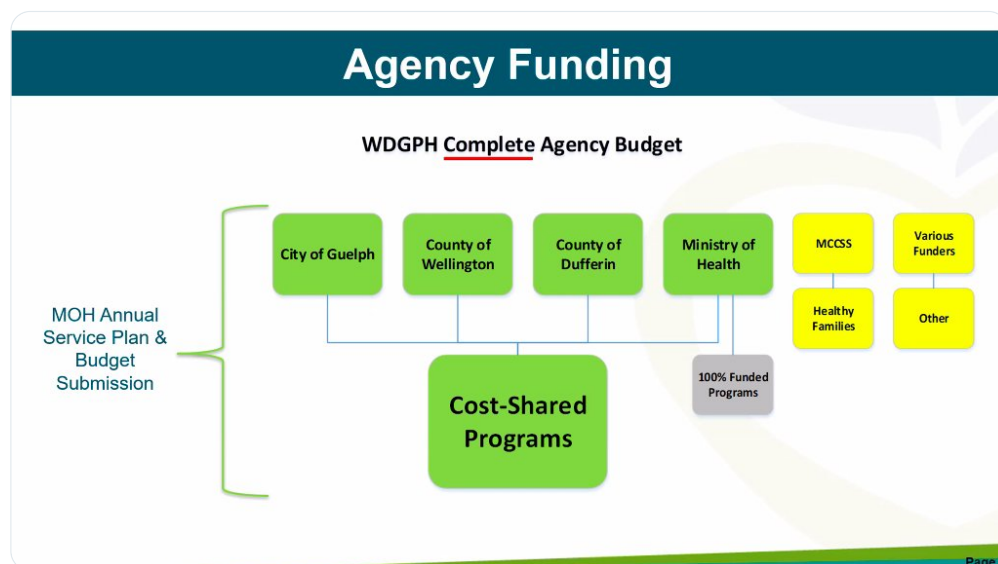 Agency Funding
WDGPH Complete Agency Budget
City of Guelph
County of
Wellington
County of
Dufferin
Ministry of
Health
MCCSS
Various
Funders
Healthy
Families
Other
MOH Annual
Service Plan &
Budget
Submission
100% Funded
Programs
Cost-Shared
Programs
Page